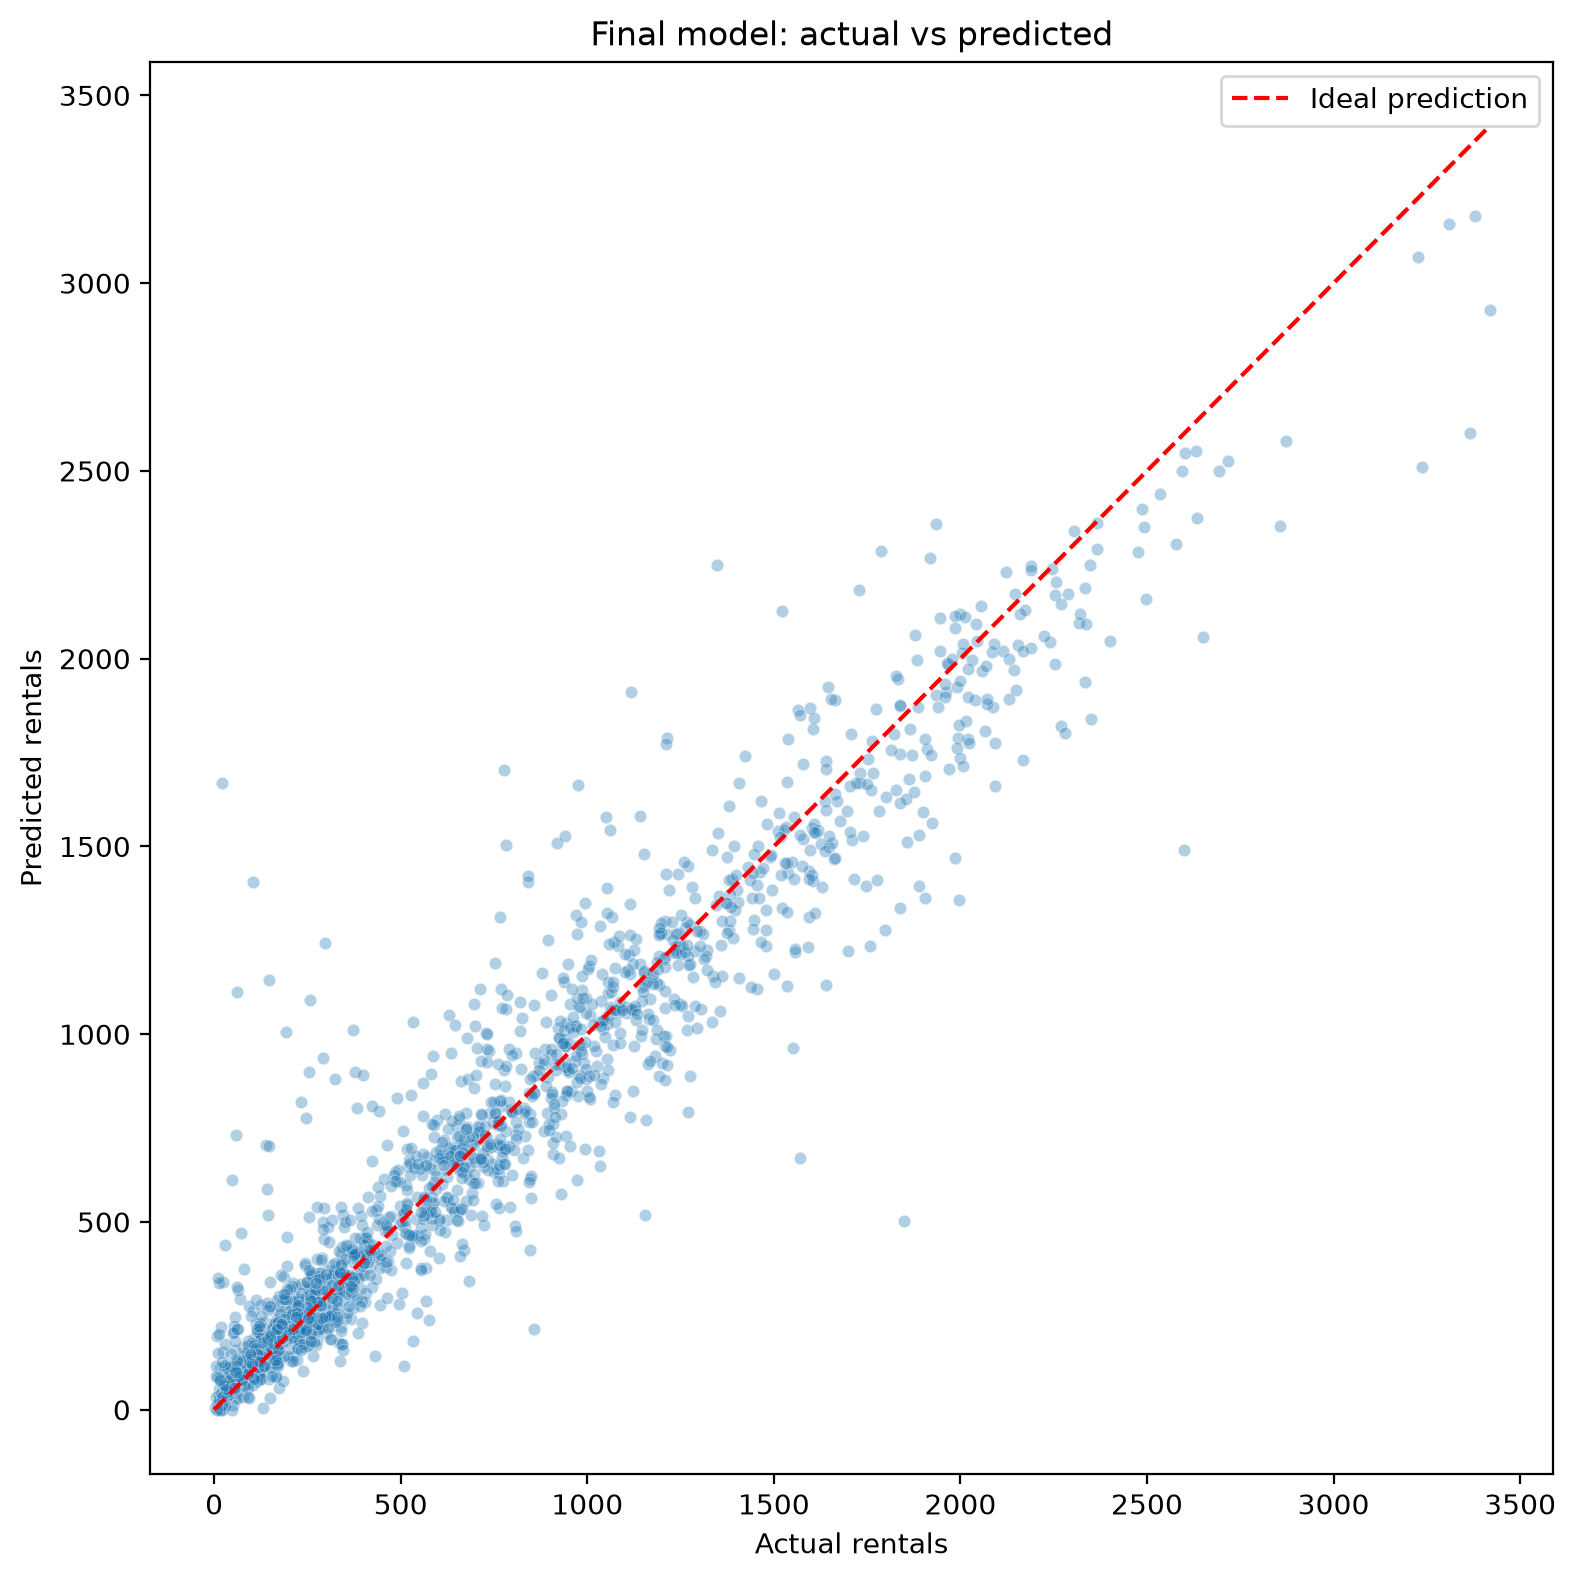 Final model: actual vs predicted
Ideal prediction
3500
3000
2500
2000
1500
1000
500
0
Predicted rentals
0 500 1000 1500 2000 2500 3000 3500
Actual rentals